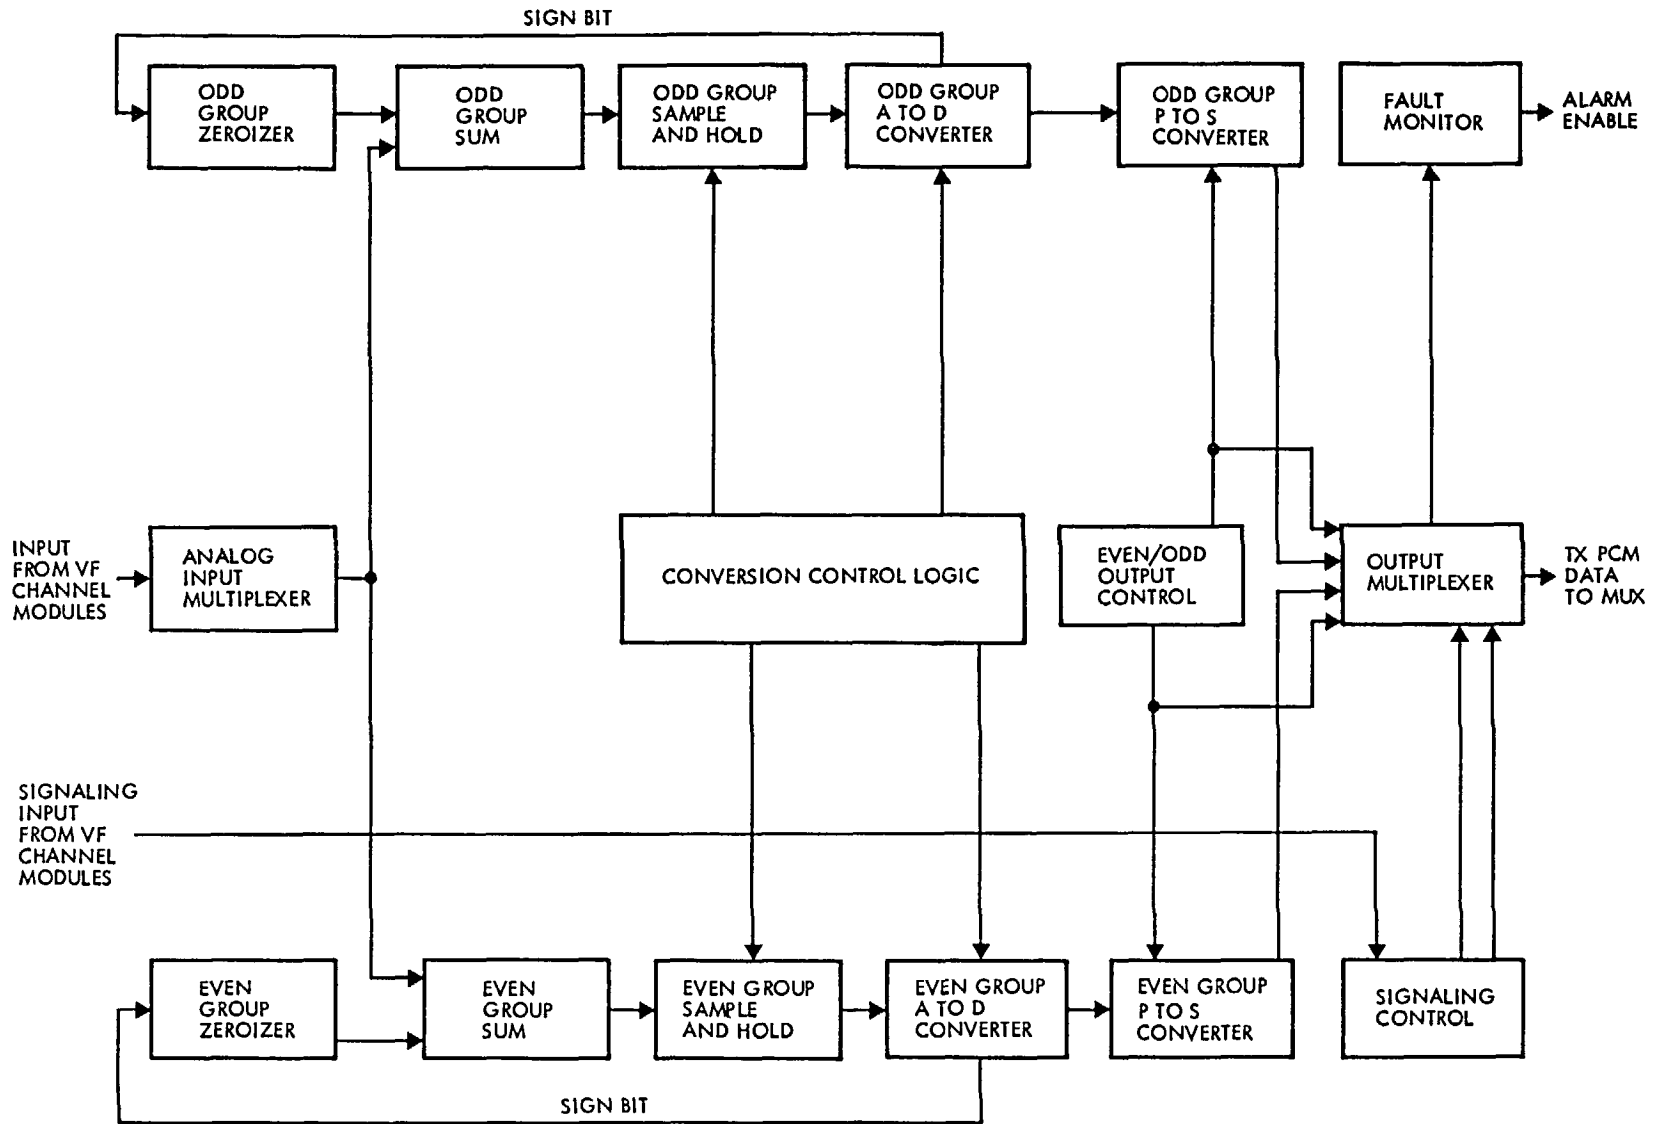 SIGN BIT
ODD
GROUP
ZEROIZER
ODD
GROUP
SUM
ODD GROUP
SAMPLE
AND HOLD
ODD GROUP
A TO D
CONVERTER
ODD GROUP
P TO S
CONVERTER
FAULT
MONITOR
ALARM
ENABLE
INPUT
FROM VF
CHANNEL
MODULES
ANALOG
INPUT
MULTIPLEXER
CONVERSION CONTROL LOGIC
EVEN/ODD
OUTPUT
CONTROL
OUTPUT
MULTIPLEXER
TX PCM
DATA
TO MUX
SIGNALING
INPUT
FROM VF
CHANNEL
MODULES
EVEN
GROUP
ZEROIZER
EVEN
GROUP
SUM
EVEN GROUP
SAMPLE
AND HOLD
EVEN GROUP
A TO D
CONVERTER
EVEN GROUP
P TO S
CONVERTER
SIGNALING
CONTROL
SIGN BIT